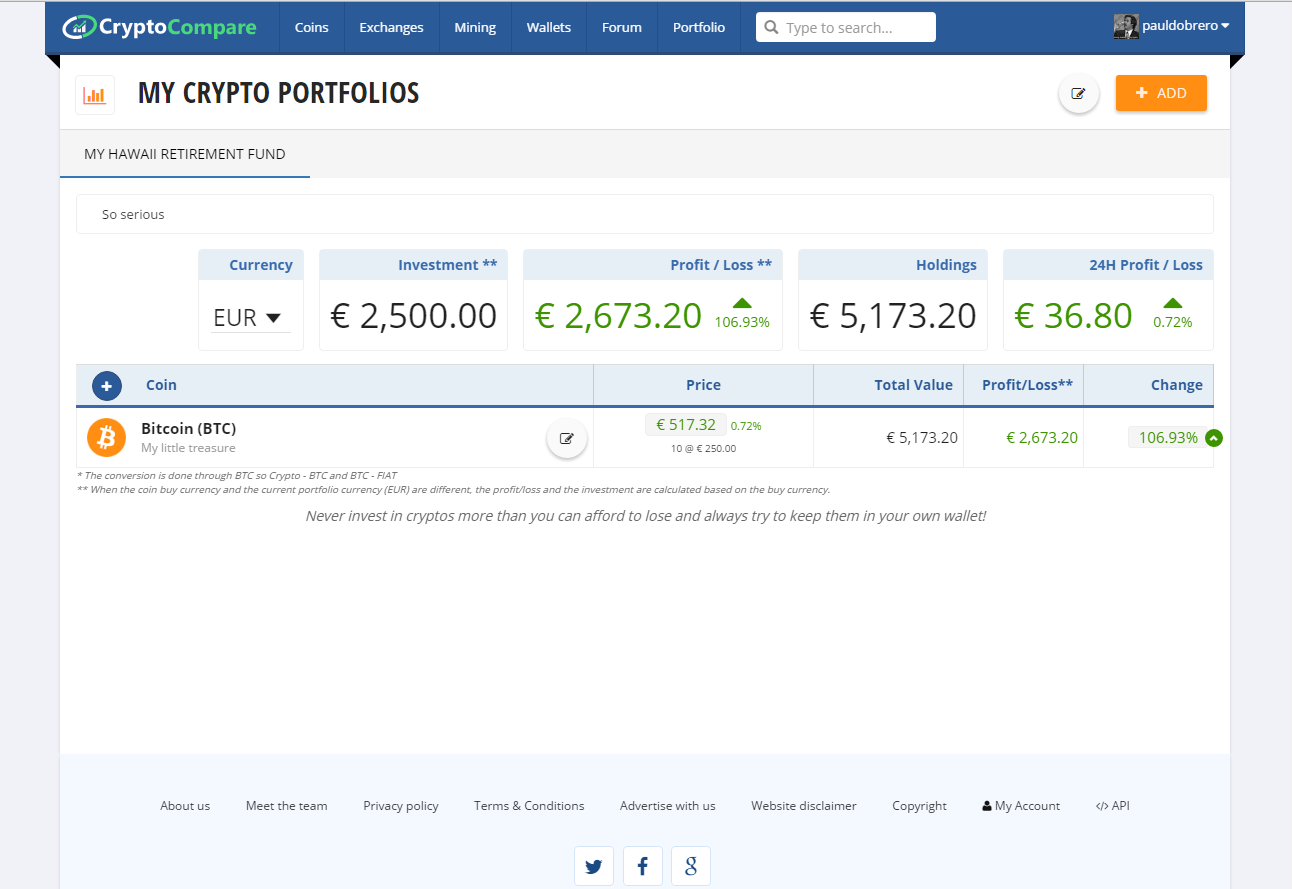 CryptoCompare Coins Exchanges Mining Wallets Forum Portfolio Type to search... pauldobrero
MY CRYPTO PORTFOLIOS + ADD
MY HAWAII RETIREMENT FUND
So serious
Currency Investment ** Profit / Loss ** Holdings 24H Profit / Loss
EUR € 2,500.00 € 2,673.20 106.93% € 5,173.20 € 36.80 0.72%
+ Coin Price Total Value Profit/Loss** Change
Bitcoin (BTC) € 517.32 0.72% € 5,173.20 € 2,673.20 106.93%
My little treasure 10 @ € 250.00
* The conversion is done through BTC so Crypto - BTC and BTC - FIAT
** When the coin buy currency and the current portfolio currency (EUR) are different, the profit/loss and the investment are calculated based on the buy currency.
Never invest in cryptos more than you can afford to lose and always try to keep them in your own wallet!
About us Meet the team Privacy policy Terms & Conditions Advertise with us Website disclaimer Copyright My Account </> API